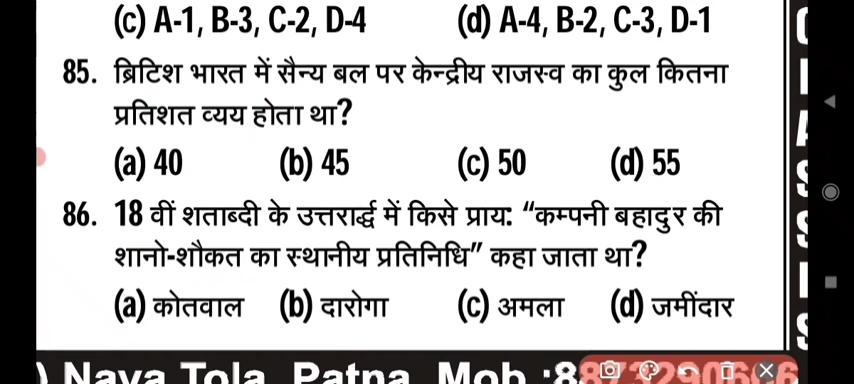 (c) A-1, B-3, C-2, D-4 (d) A-4, B-2, C-3, D-1
85. ब्रिटिश भारत में सैन्य बल पर केन्द्रीय राजस्व का कुल कितना
प्रतिशत व्यय होता था?
(a) 40 (b) 45 (c) 50 (d) 55
86. 18 वीं शताब्दी के उत्तरार्द्ध में किसे प्राय: “कम्पनी बहादुर की
शानो-शौकत का स्थानीय प्रतिनिधि” कहा जाता था?
(a) कोतवाल (b) दारोगा (c) अमला (d) जमींदार
) Naya Tola Patna Mob :